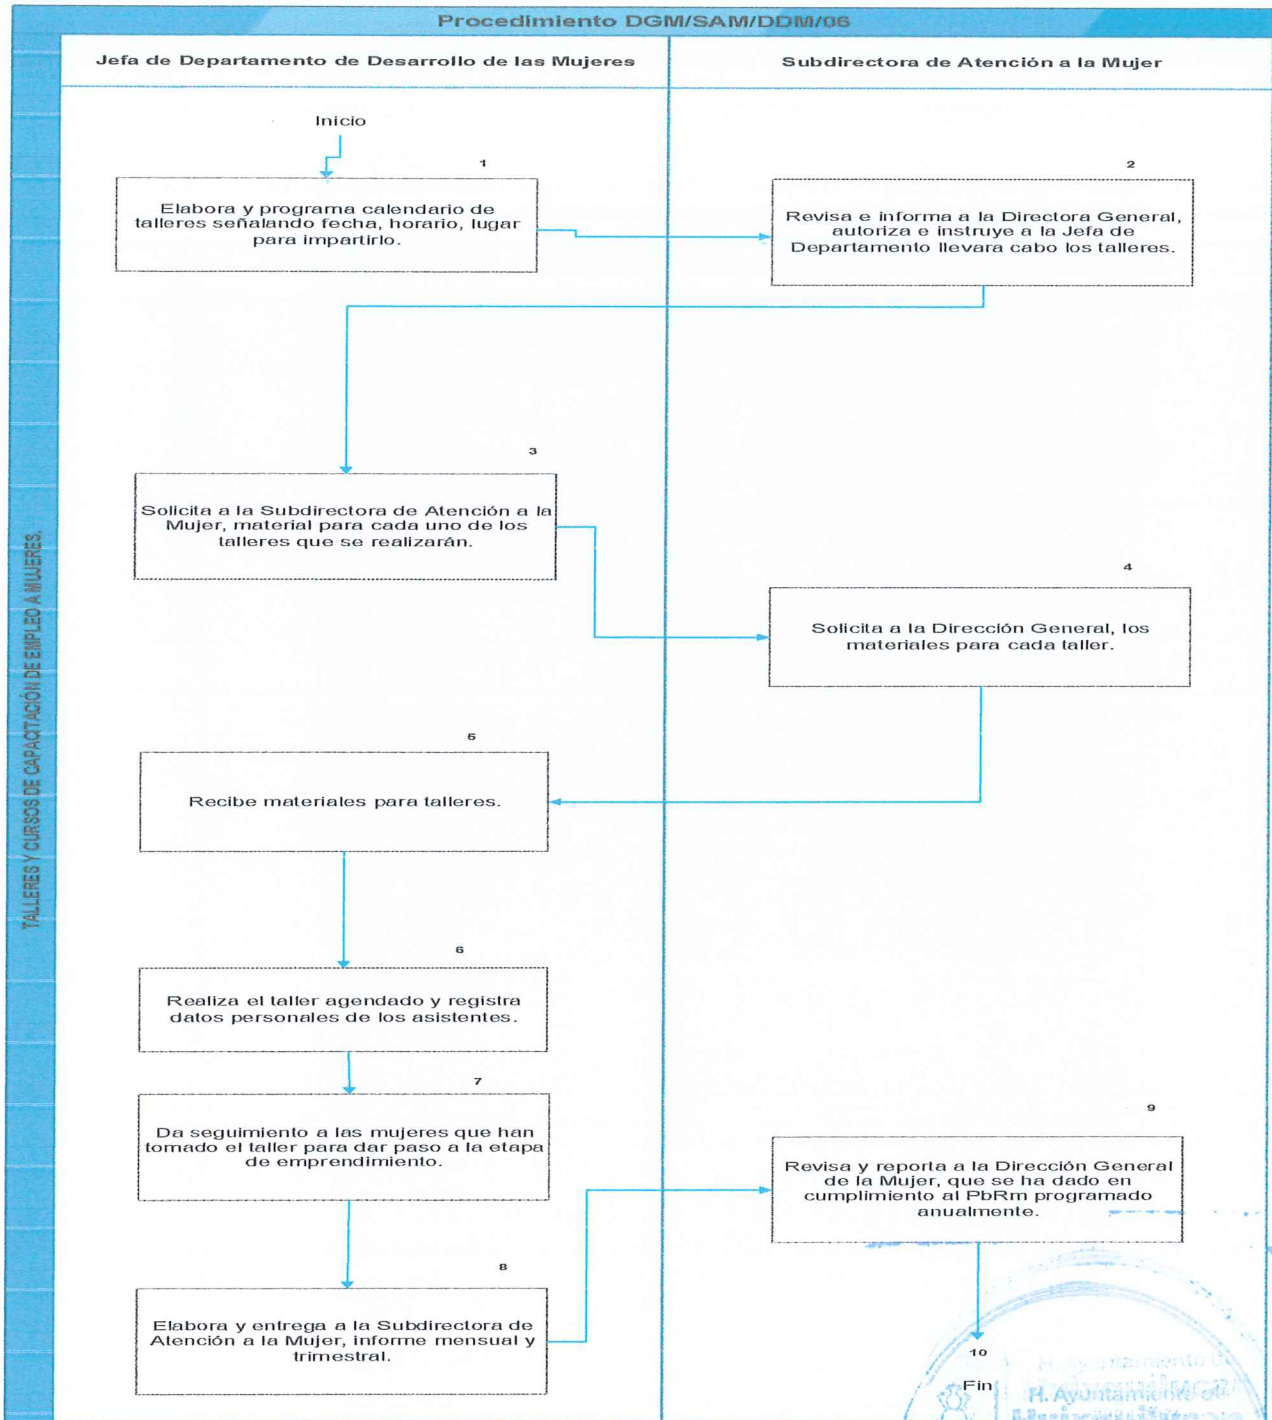 Procedimiento DGM/SAM/DDM/06
Jefa de Departamento de Desarrollo de las Mujeres
Subdirectora de Atención a la Mujer
TALLERES Y CURSOS DE CAPACITACIÓN DE EMPLEO A MUJERES.
Inicio
1
Elabora y programa calendario de
talleres señalando fecha, horario, lugar
para impartirlo.
2
Revisa e informa a la Directora General,
autoriza e instruye a la Jefa de
Departamento llevara cabo los talleres.
3
Solicita a la Subdirectora de Atención a la
Mujer, material para cada uno de los
talleres que se realizarán.
4
Solicita a la Dirección General, los
materiales para cada taller.
5
Recibe materiales para talleres.
6
Realiza el taller agendado y registra
datos personales de los asistentes.
7
Da seguimiento a las mujeres que han
tomado el taller para dar paso a la etapa
de emprendimiento.
8
Elabora y entrega a la Subdirectora de
Atención a la Mujer, informe mensual y
trimestral.
9
Revisa y reporta a la Dirección General
de la Mujer, que se ha dado en
cumplimiento al PbRm programado
anualmente.
10
Fin
H. Ayuntamiento de
H. Ayuntamiento de